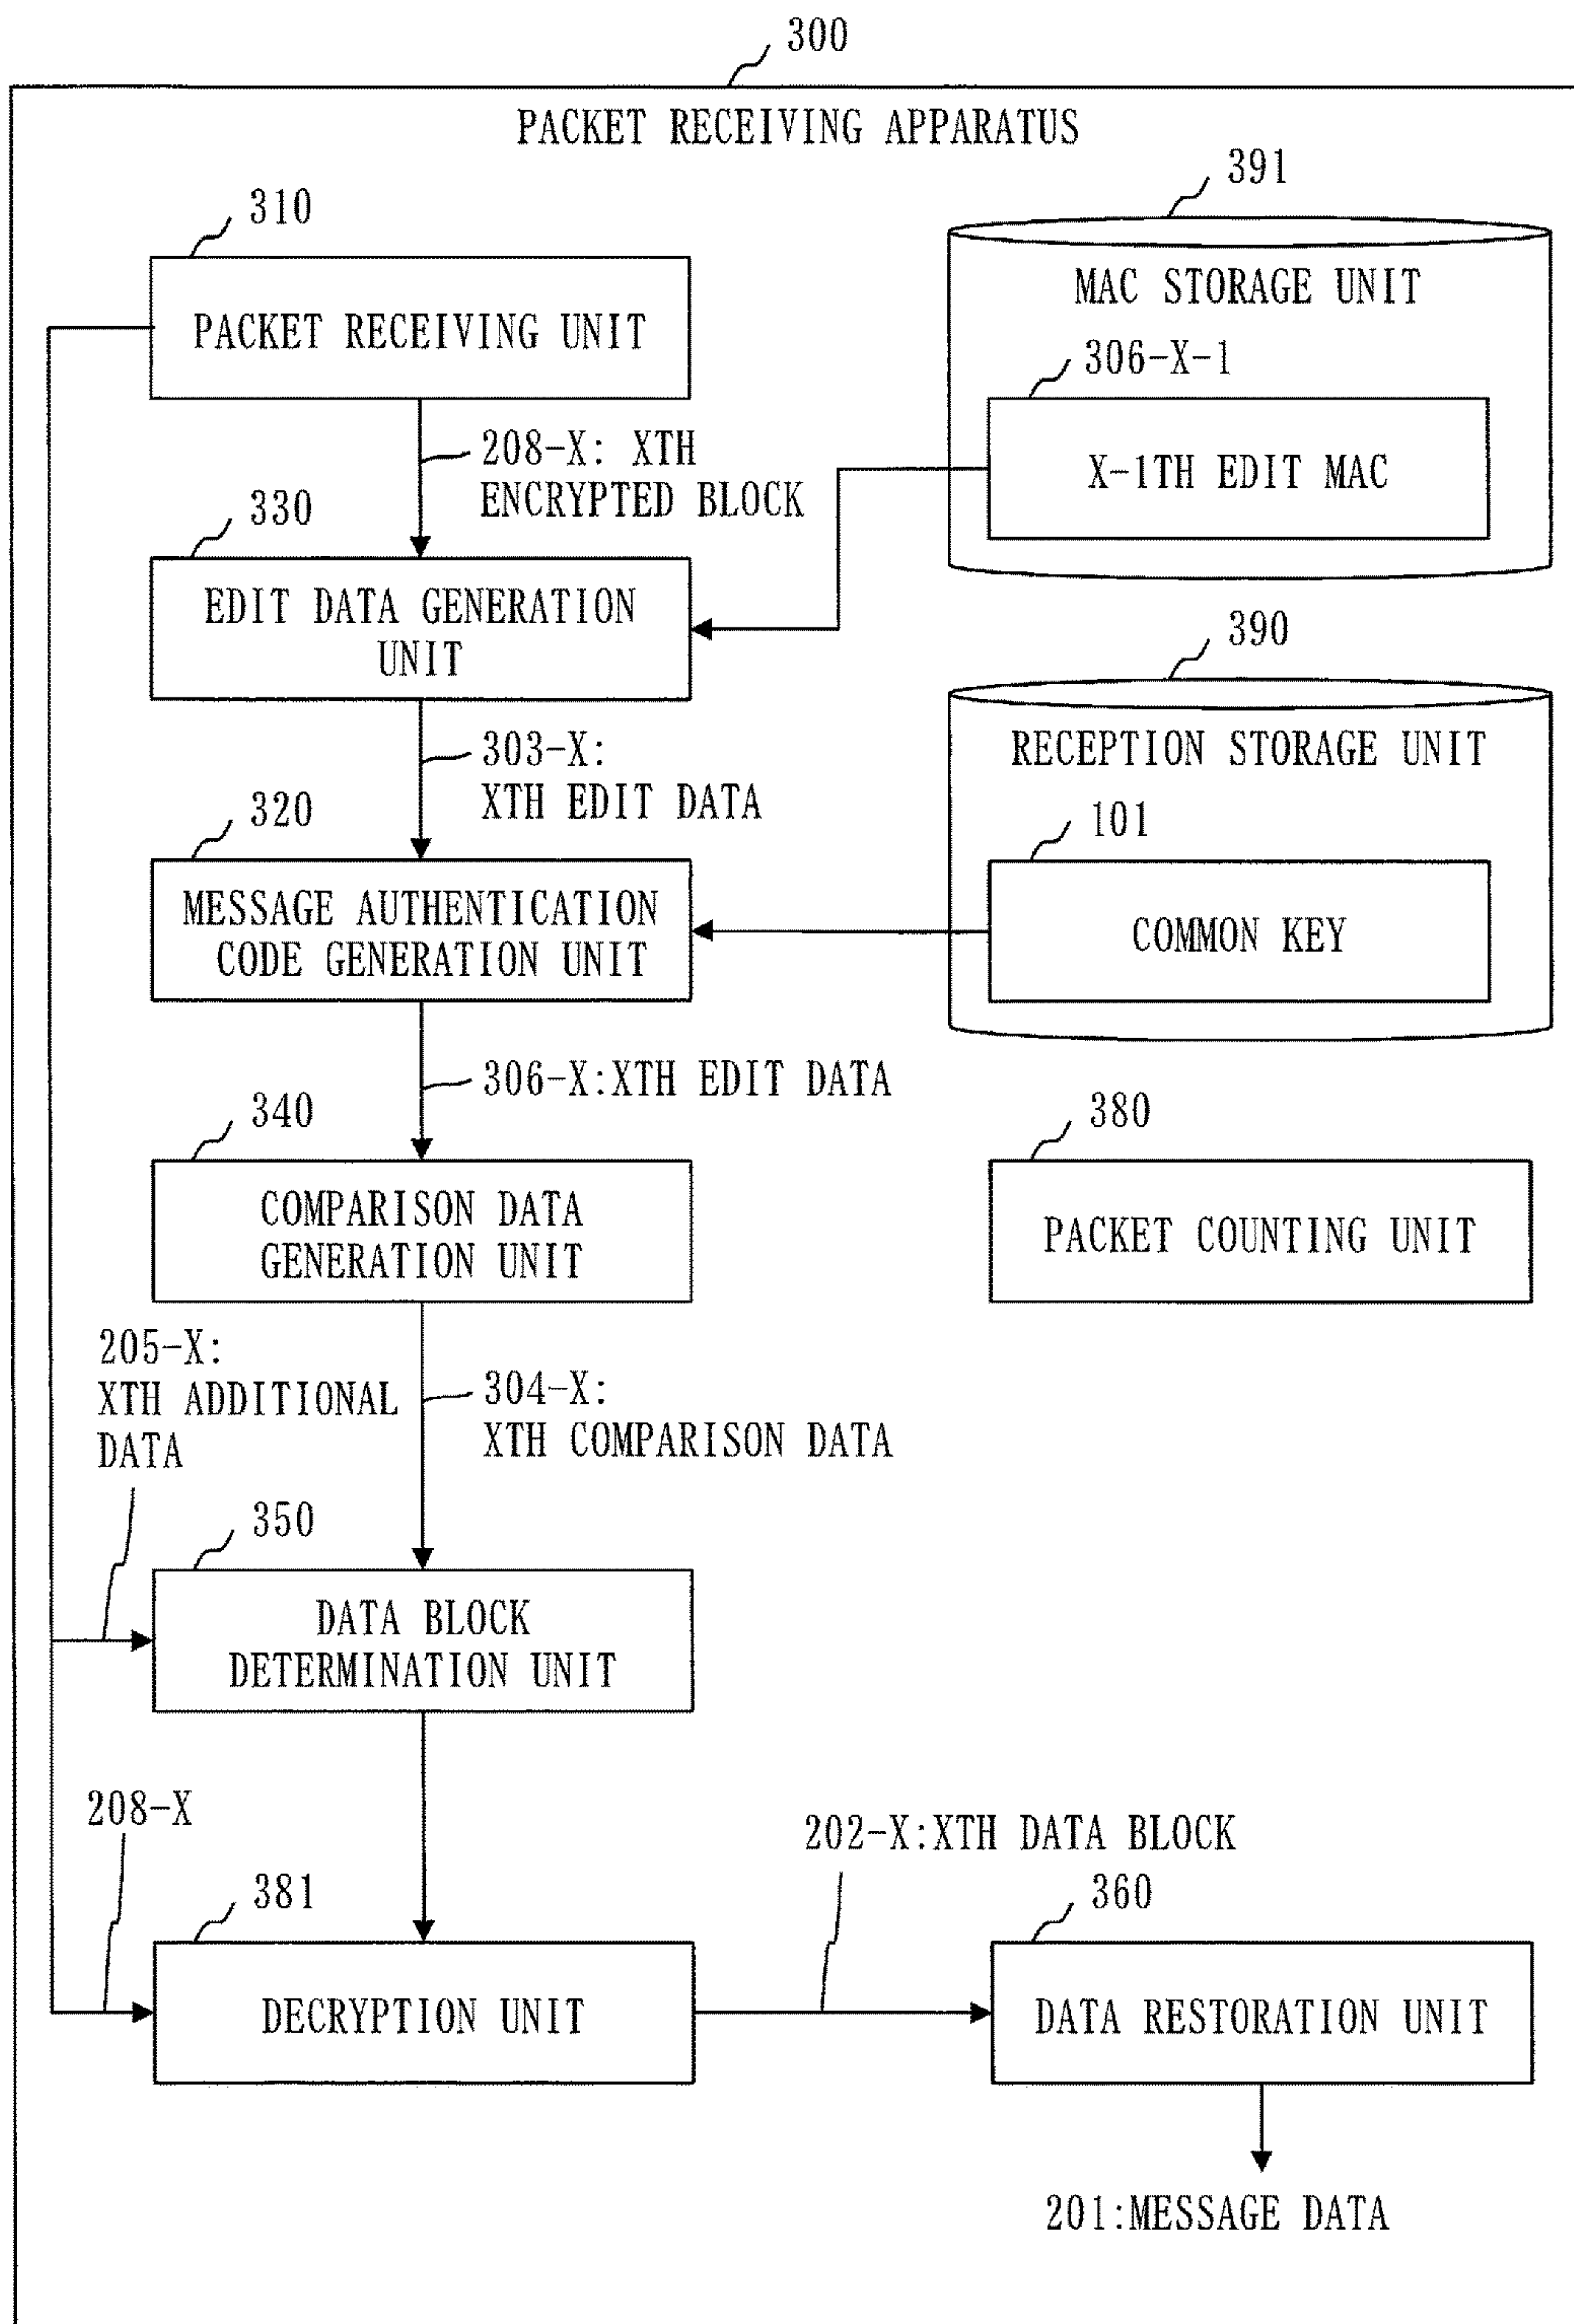 300
PACKET RECEIVING APPARATUS
391
310
MAC STORAGE UNIT
PACKET RECEIVING UNIT
306-X-1
X-1TH EDIT MAC
208-X: XTH
ENCRYPTED BLOCK
330
EDIT DATA GENERATION
UNIT
390
RECEPTION STORAGE UNIT
303-X:
XTH EDIT DATA
320
101
MESSAGE AUTHENTICATION
CODE GENERATION UNIT
COMMON KEY
306-X:XTH EDIT DATA
340
380
COMPARISON DATA
GENERATION UNIT
PACKET COUNTING UNIT
205-X:
XTH ADDITIONAL
DATA
304-X:
XTH COMPARISON DATA
350
DATA BLOCK
DETERMINATION UNIT
208-X
202-X:XTH DATA BLOCK
381
360
DECRYPTION UNIT
DATA RESTORATION UNIT
201:MESSAGE DATA